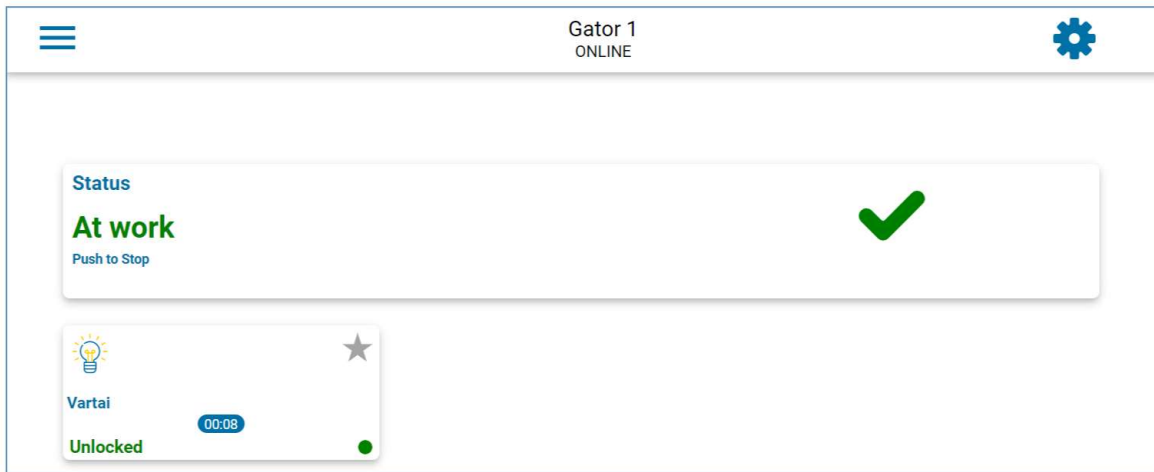 Gator 1
ONLINE
Status
At work
Push to Stop
Vartai
00:08
Unlocked